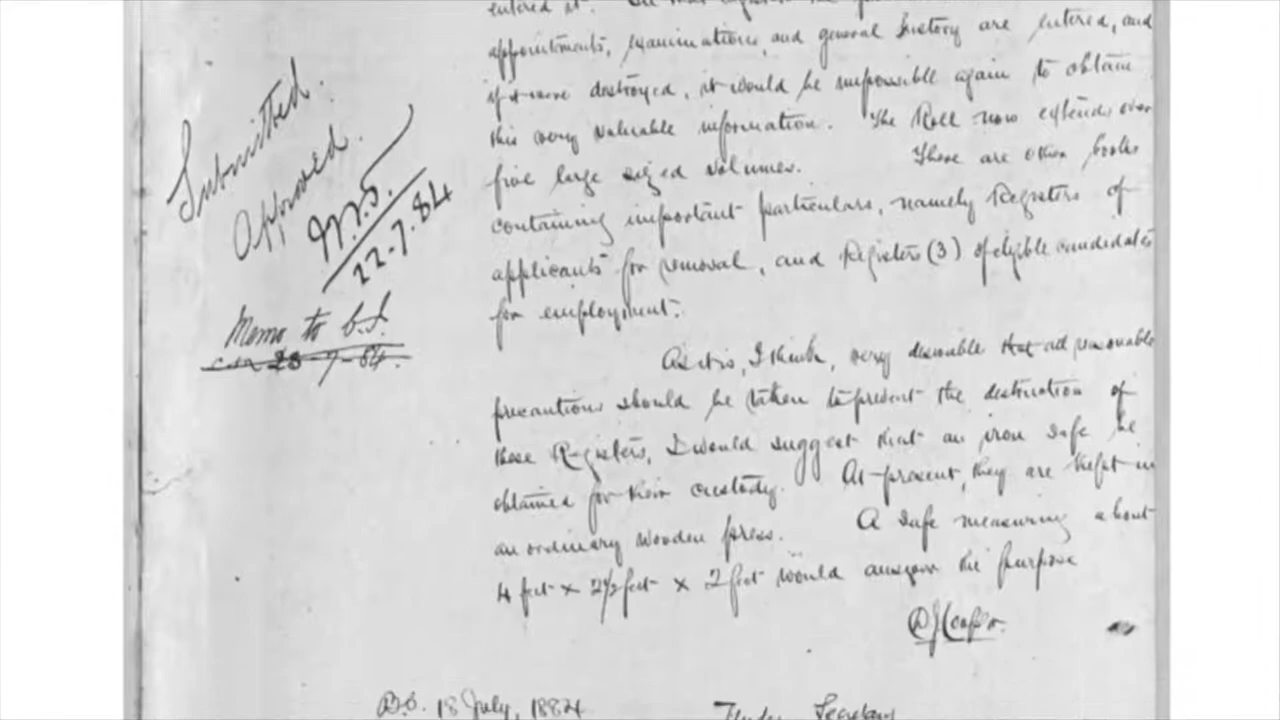 entered it.
appointments, examinations, and general history are entered, and
if it were destroyed, it would be impossible again to obtain
this very valuable information. The Roll now extends over
five large sized volumes. There are other books
containing important particulars, namely Registers of
applicants for removal, and Registers (3) of eligible candidates
for employment.
As it is, I think, very desirable that all reasonable
precautions should be taken to prevent the destruction of
these Registers, I would suggest that an iron safe be
obtained for their custody. At present, they are kept in
an ordinary wooden press. A safe measuring about
4 feet x 2½ feet x 2 feet would answer the purpose
18 July, 1884
Under Secretary
Submitted
Approved.
22-7.84
Memo to
7-84.